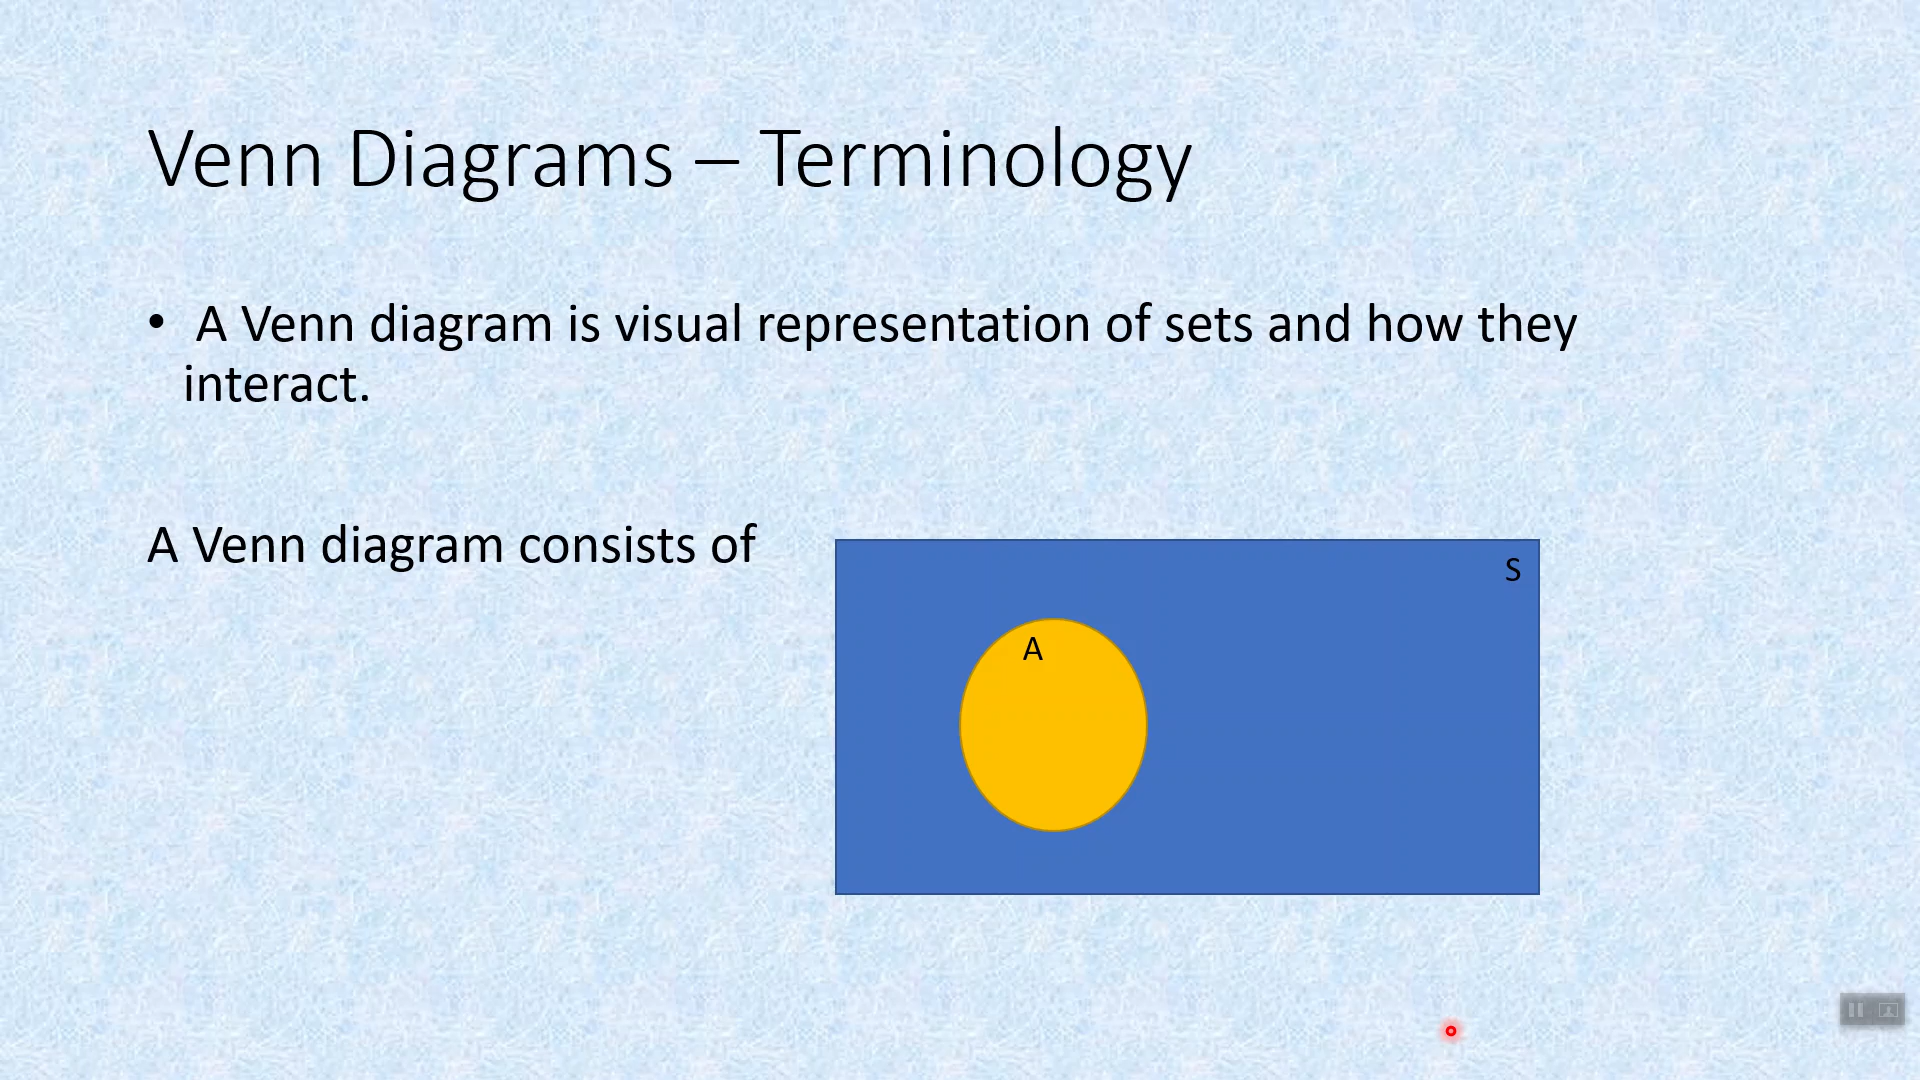 Venn Diagrams – Terminology
• A Venn diagram is visual representation of sets and how they
interact.
A Venn diagram consists of
S
A